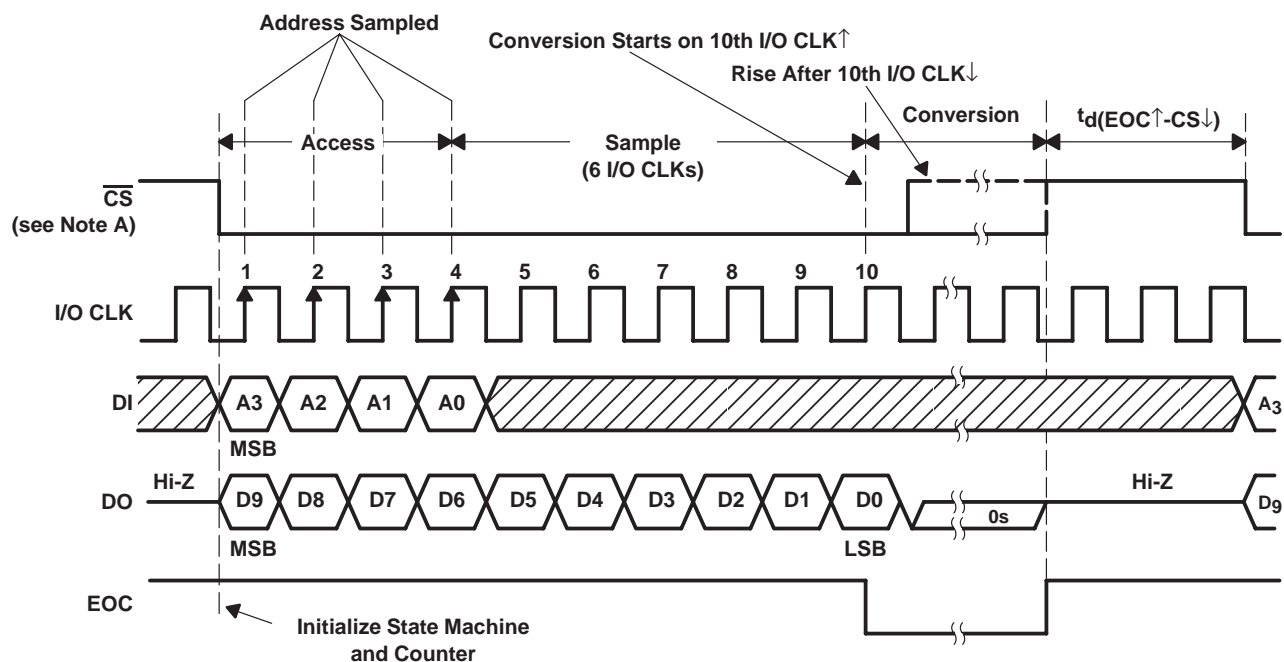 Address Sampled
Conversion Starts on 10th I/O CLK↑
Rise After 10th I/O CLK↓
Access
Sample
(6 I/O CLKs)
Conversion
td(EOC↑-CS↓)
CS
(see Note A)
1 2 3 4 5 6 7 8 9 10
I/O CLK
DI
A3 A2 A1 A0 A3
MSB
Hi-Z
Hi-Z
DO
D9 D8 D7 D6 D5 D4 D3 D2 D1 D0 0s D9
MSB
LSB
EOC
Initialize State Machine
and Counter